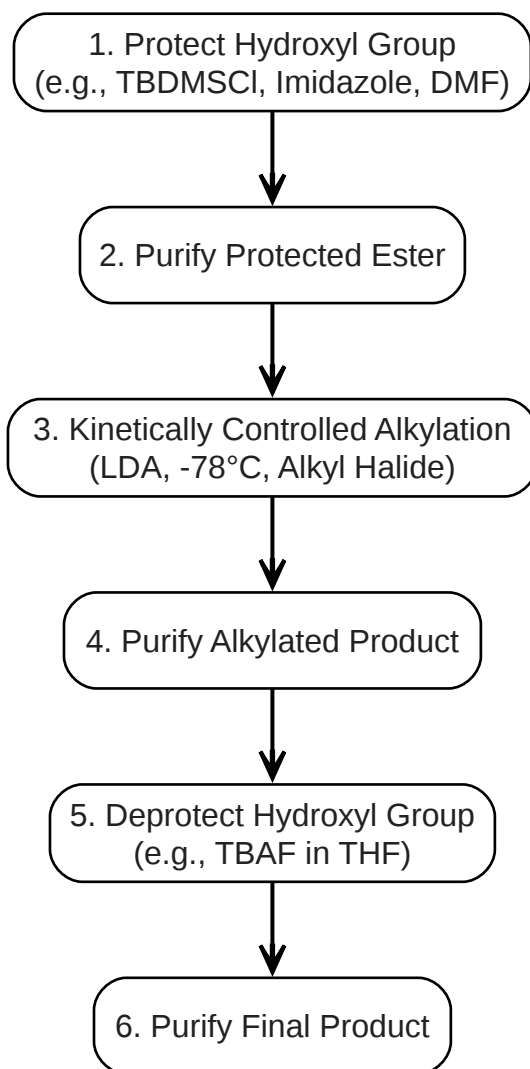 1. Protect Hydroxyl Group
(e.g., TBDMSCl, Imidazole, DMF)
2. Purify Protected Ester
3. Kinetically Controlled Alkylation
(LDA, -78°C, Alkyl Halide)
4. Purify Alkylated Product
5. Deprotect Hydroxyl Group
(e.g., TBAF in THF)
6. Purify Final Product